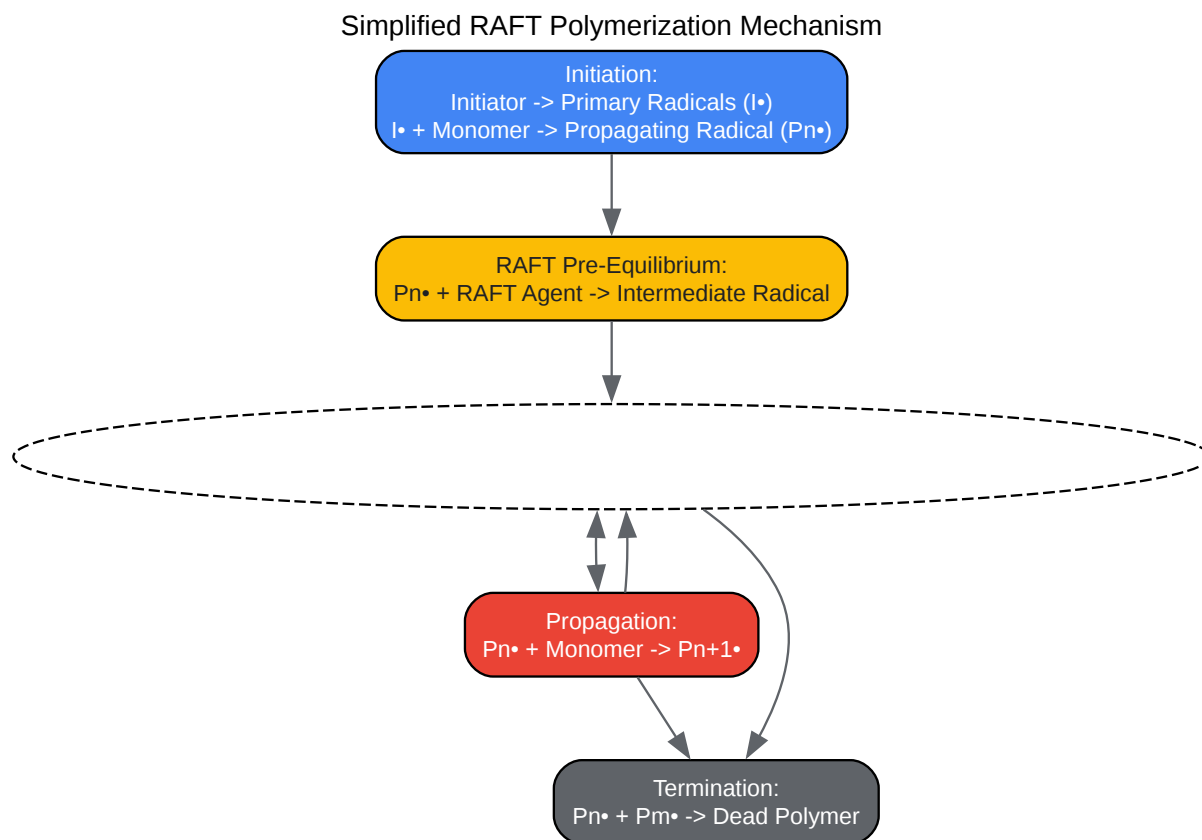 Simplified RAFT Polymerization Mechanism
Initiation:
Initiator -> Primary Radicals (I•)
I• + Monomer -> Propagating Radical (Pn•)
RAFT Pre-Equilibrium:
Pn• + RAFT Agent -> Intermediate Radical
Propagation:
Pn• + Monomer -> Pn+1•
Termination:
Pn• + Pm• -> Dead Polymer